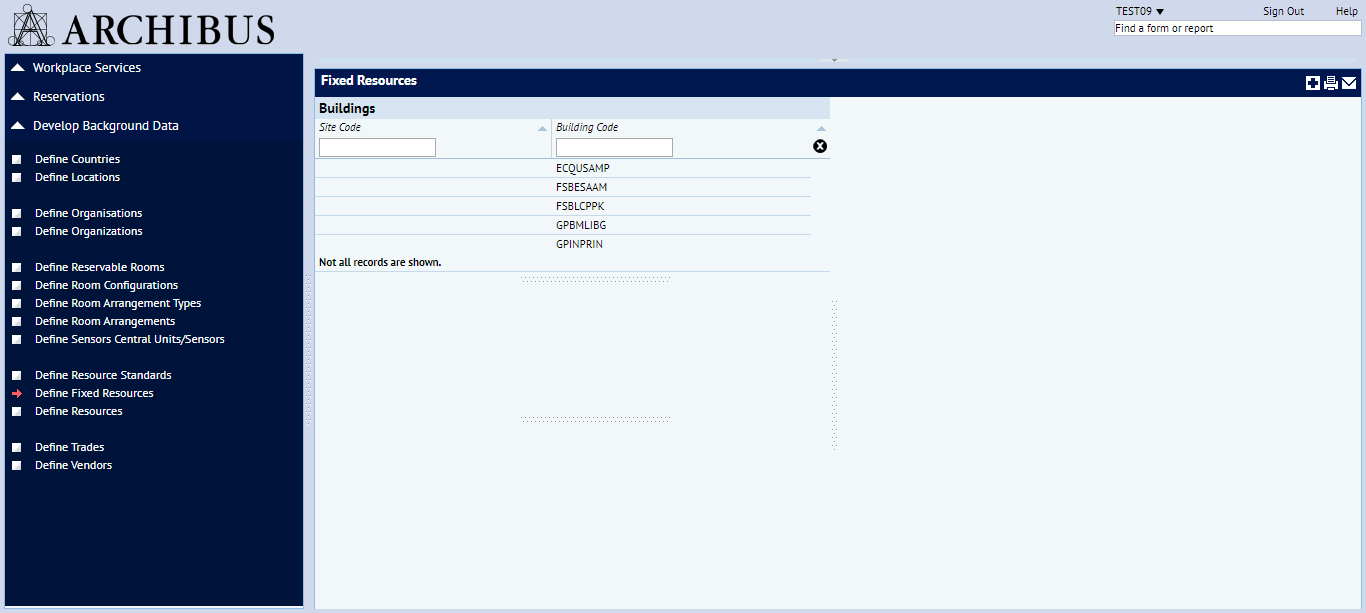 ARCHIBUS
TEST09 ▼ Sign Out Help
Find a form or report
Workplace Services
Reservations
Develop Background Data
Define Countries
Define Locations
Define Organisations
Define Organizations
Define Reservable Rooms
Define Room Configurations
Define Room Arrangement Types
Define Room Arrangements
Define Sensors Central Units/Sensors
Define Resource Standards
Define Fixed Resources
Define Resources
Define Trades
Define Vendors
Fixed Resources
Buildings
Site Code Building Code
ECQUSAMP
FSBESAAM
FSBLCPPK
GPBMLIBG
GPINPRIN
Not all records are shown.